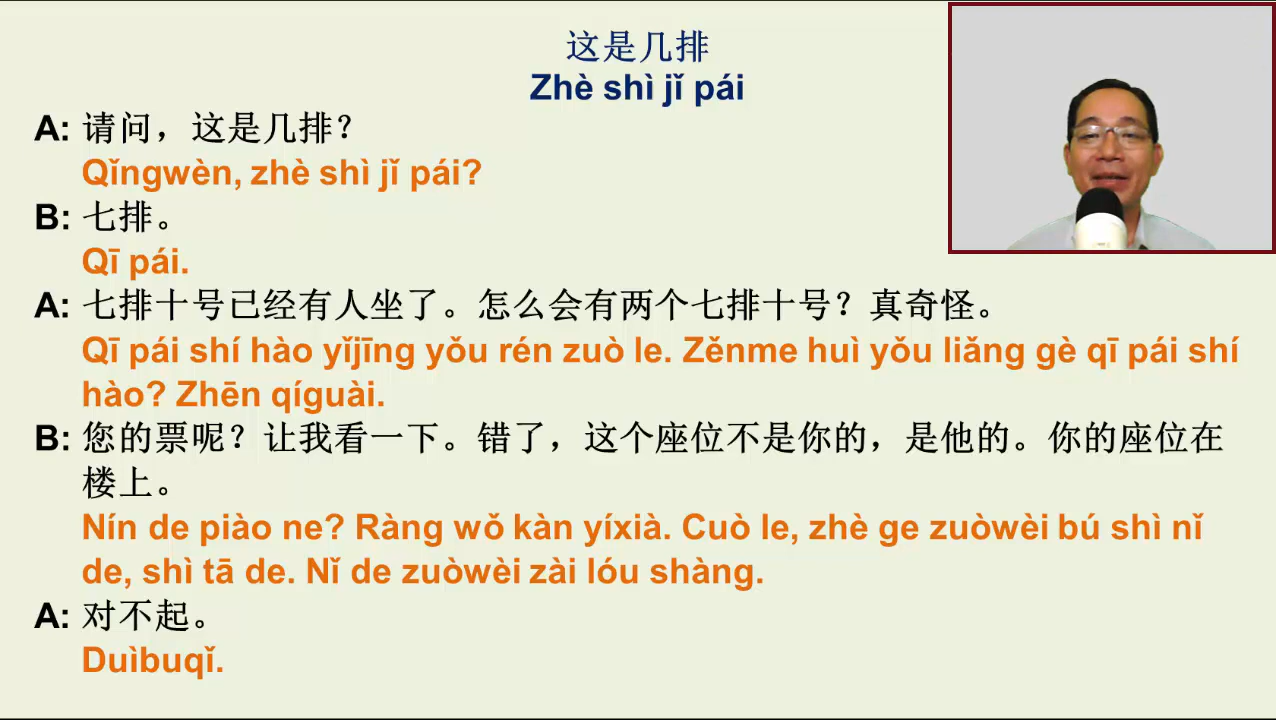 这是几排
Zhè shì jǐ pái
A: 请问，这是几排？
Qǐngwèn, zhè shì jǐ pái?
B: 七排。
Qī pái.
A: 七排十号已经有人坐了。怎么会有两个七排十号？真奇怪。
Qī pái shí hào yǐjīng yǒu rén zuò le. Zěnme huì yǒu liǎng gè qī pái shí
hào? Zhēn qíguài.
B: 您的票呢？让我看一下。错了，这个座位不是你的，是他的。你的座位在
楼上。
Nín de piào ne? Ràng wǒ kàn yíxià. Cuò le, zhè ge zuòwèi bú shì nǐ
de, shì tā de. Nǐ de zuòwèi zài lóu shàng.
A: 对不起。
Duìbuqǐ.